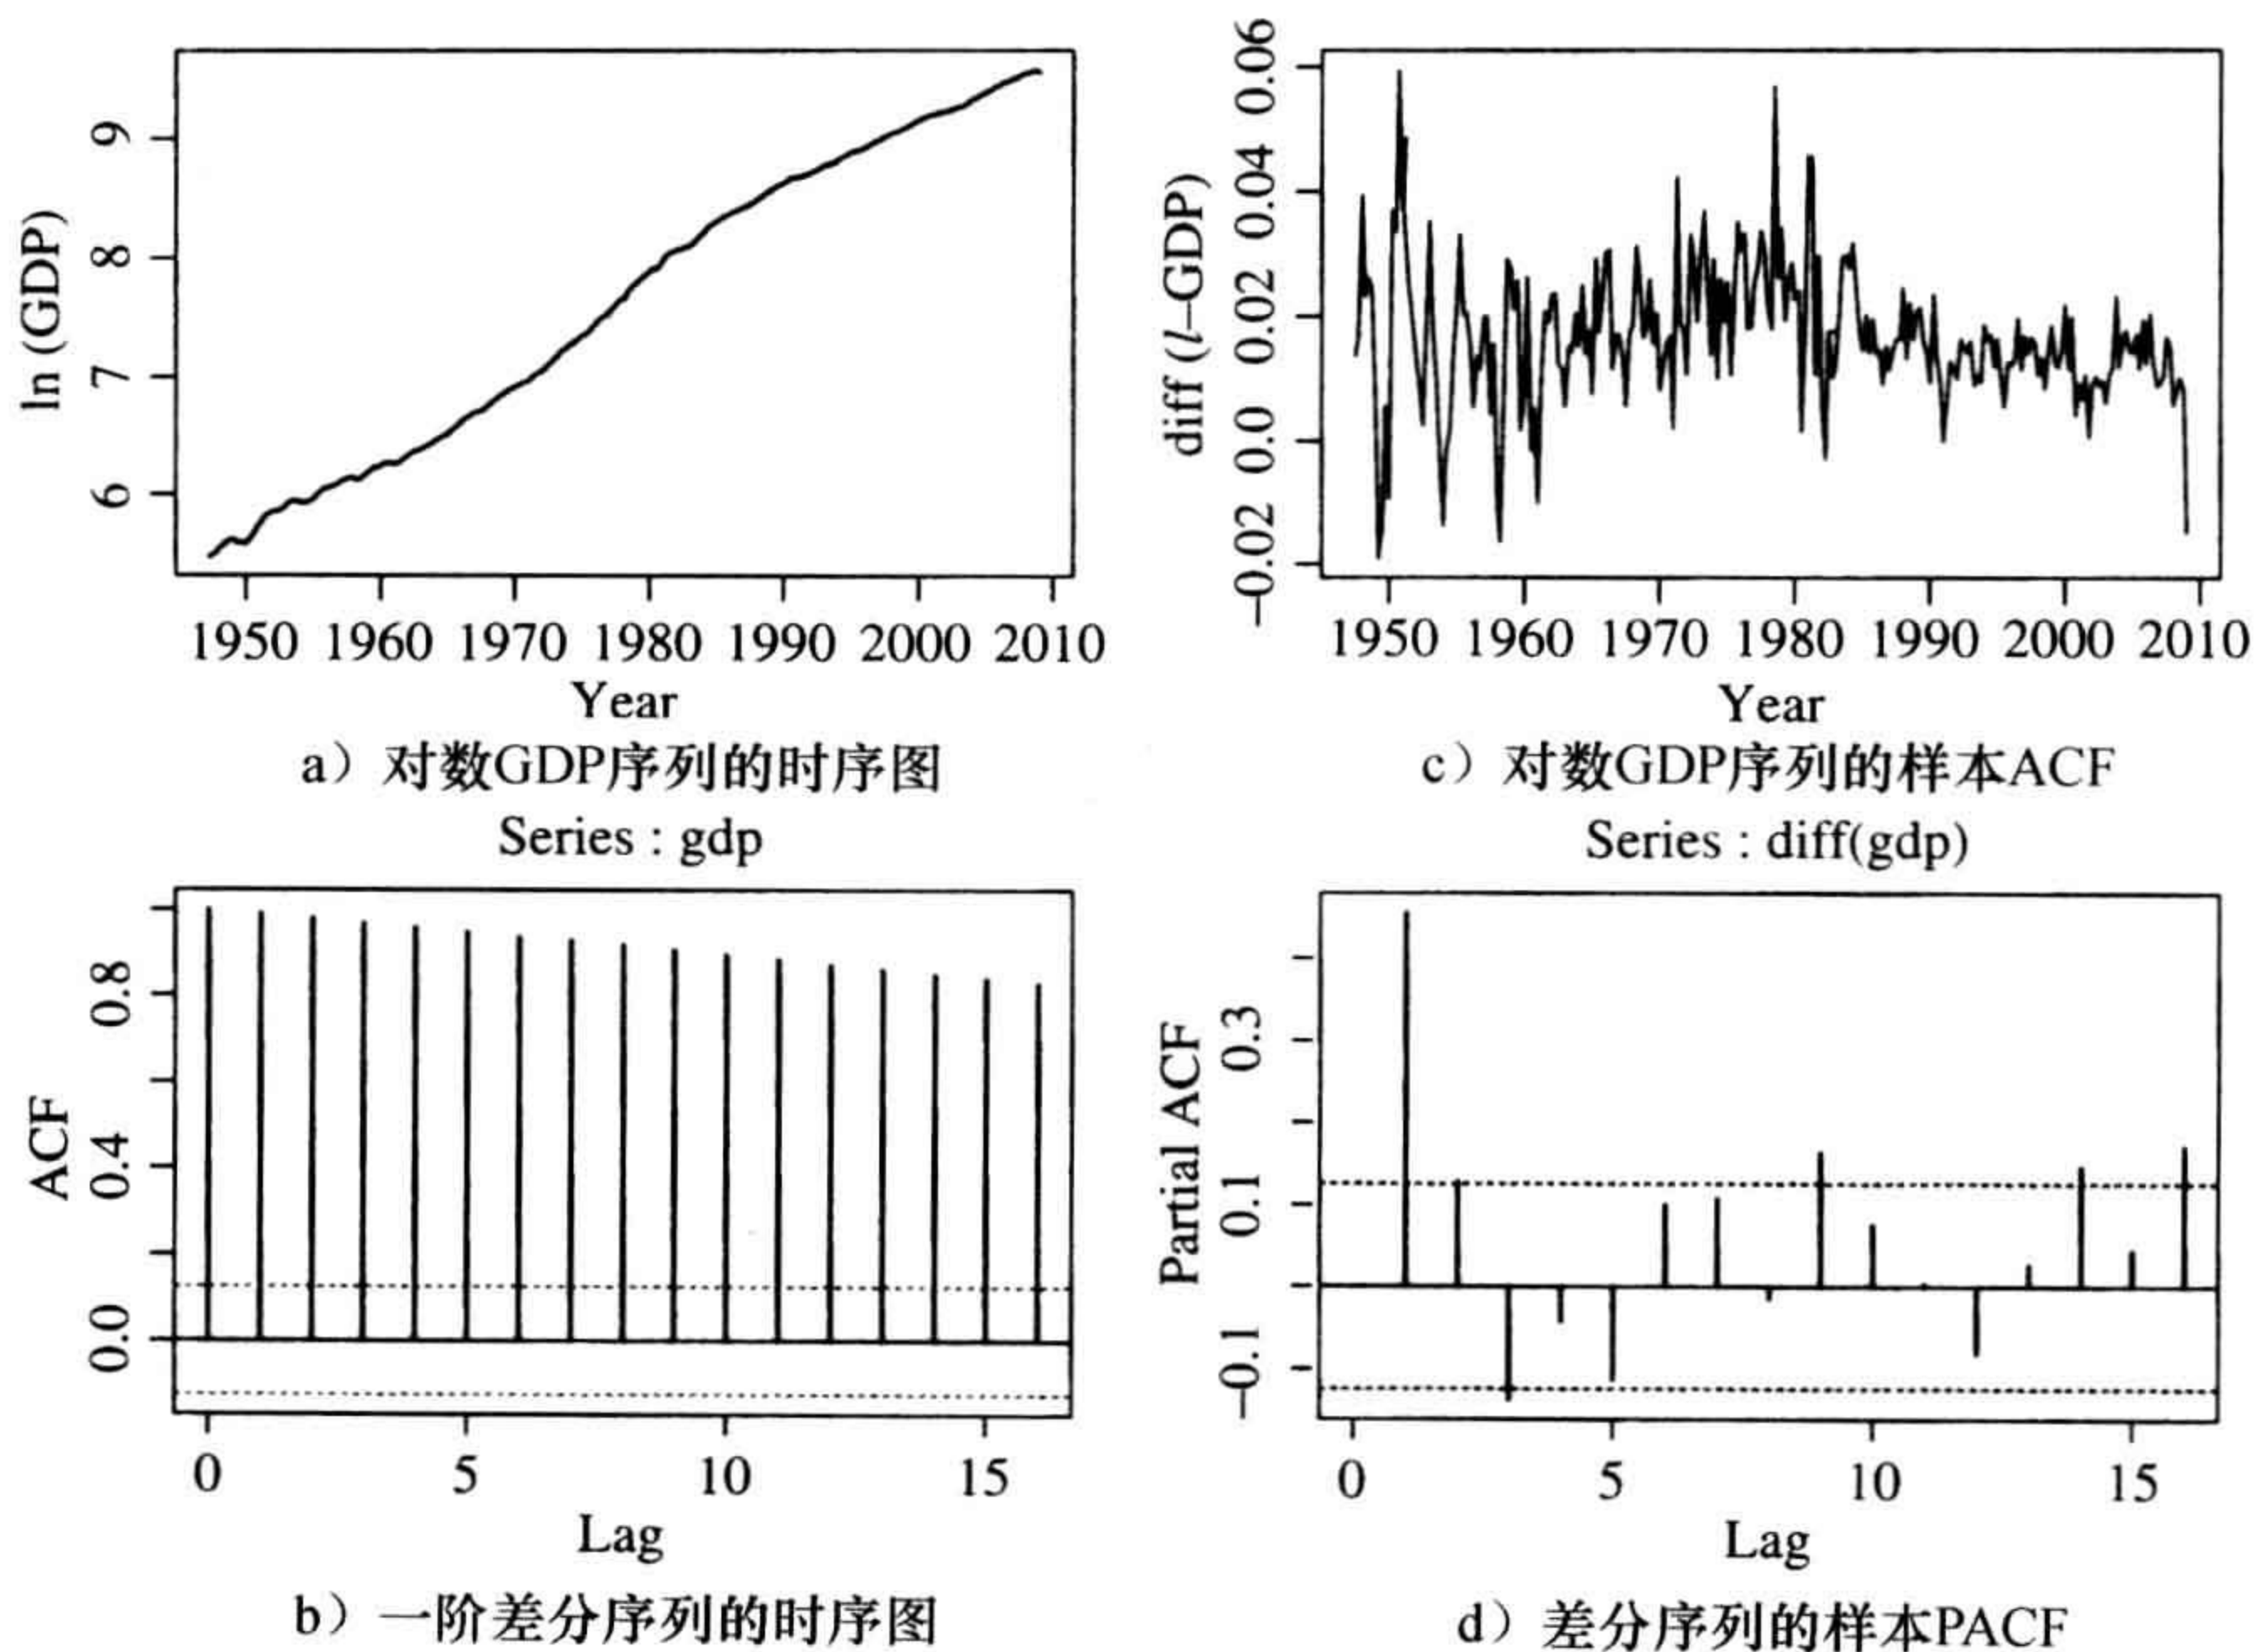 ln (GDP)
9
8
7
6
1950 1960 1970 1980 1990 2000 2010
Year
a）对数GDP序列的时序图
diff (l–GDP)
0.06
0.04
0.02
0.0
–0.02
1950 1960 1970 1980 1990 2000 2010
Year
c）对数GDP序列的样本ACF
Series : gdp
ACF
0.8
0.4
0.0
0 5 10 15
Lag
b）一阶差分序列的时序图
Series : diff(gdp)
Partial ACF
0.3
0.1
–0.1
0 5 10 15
Lag
d）差分序列的样本PACF